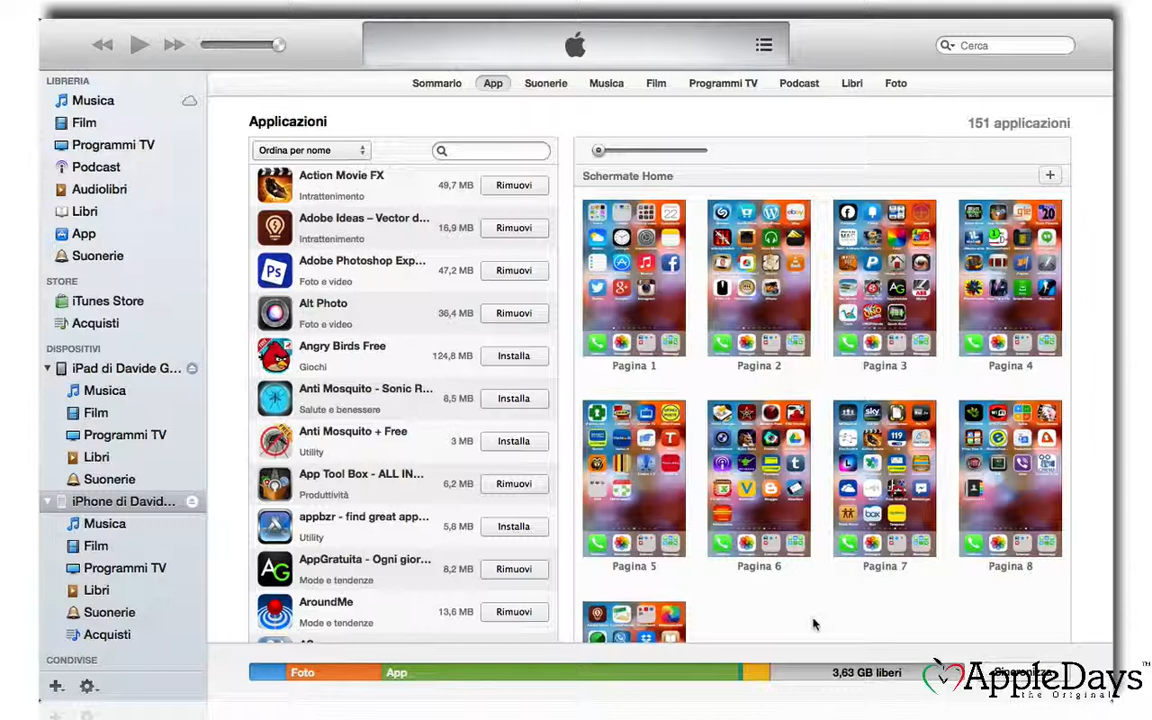 Cerca
LIBRERIA
Musica
Film
Programmi TV
Podcast
Audiolibri
Libri
App
Suonerie
STORE
iTunes Store
Acquisti
DISPOSITIVI
iPad di Davide G...
Musica
Film
Programmi TV
Libri
Suonerie
iPhone di David...
Musica
Film
Programmi TV
Libri
Suonerie
Acquisti
CONDIVISE
Sommario App Suonerie Musica Film Programmi TV Podcast Libri Foto
Applicazioni
151 applicazioni
Ordina per nome
Action Movie FX
Intrattenimento
49,7 MB Rimuovi
Adobe Ideas – Vector d...
Intrattenimento
16,9 MB Rimuovi
Adobe Photoshop Exp...
Foto e video
47,2 MB Rimuovi
Alt Photo
Foto e video
36,4 MB Rimuovi
Angry Birds Free
Giochi
124,8 MB Installa
Anti Mosquito - Sonic R...
Salute e benessere
8,5 MB Installa
Anti Mosquito + Free
Utility
3 MB Installa
App Tool Box - ALL IN...
Produttività
6,2 MB Rimuovi
appbzr - find great app...
Utility
5,8 MB Installa
AppGratuita - Ogni gior...
Mode e tendenze
8,2 MB Rimuovi
AroundMe
Mode e tendenze
13,6 MB Rimuovi
Schermate Home
Pagina 1 Pagina 2 Pagina 3 Pagina 4
Pagina 5 Pagina 6 Pagina 7 Pagina 8
Foto App 3,63 GB liberi Sincronizza
AppleDays™
the Original